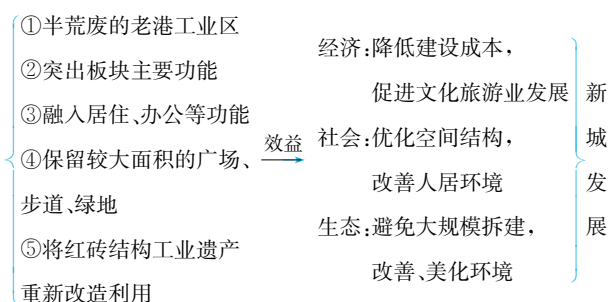 ①半荒废的老港工业区
②突出板块主要功能
③融入居住、办公等功能
④保留较大面积的广场、
步道、绿地
⑤将红砖结构工业遗产
重新改造利用
效益
经济:降低建设成本，
促进文化旅游业发展
社会:优化空间结构，
改善人居环境
生态:避免大规模拆建，
改善、美化环境
新
城
发
展